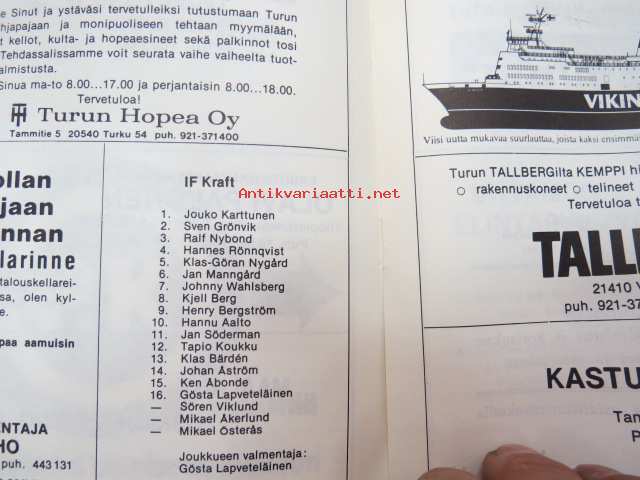 e Sinut ja ystäväsi tervetulleiksi tutustumaan Turun
hjapajaan ja monipuoliseen tehtaan myymälään,
t kellot, kulta- ja hopeaesineet sekä palkinnot tosi
Tehdassalissamme voit seurata vaihe vaiheelta tuot-
almistusta.
Sinua ma-to 8.00...17.00 ja perjantaisin 8.00...18.00.
Tervetuloa!
Turun Hopea Oy
Tammitie 5 20540 Turku 54 puh. 921-371400
ollan
jaan
nnan
larinne
talouskellarei-
sa, olen kyl-
e.
paa aamuisin
ENTAJA
HO
puh. 443131
IF Kraft
Antikvariaatti.net
1. Jouko Karttunen
2. Sven Grönvik
3. Ralf Nybond
4. Hannes Rönnqvist
5. Klas-Göran Nygård
6. Jan Manngård
7. Johnny Wahlsberg
8. Kjell Berg
9. Henry Bergström
10. Hannu Aalto
11. Jan Söderman
12. Tapio Koukku
13. Klas Bärdén
14. Johan Åström
15. Ken Åbonde
16. Gösta Lapveteläinen
— Sören Viklund
— Mikael Åkerlund
— Mikael Österås
Joukkueen valmentaja:
Gösta Lapveteläinen
VIKIN
Viisi uutta mukavaa suurlauttaa, joista kaksi ensimmä
Turun TALLBERGilta KEMPPI hi
o rakennuskoneet o telineet
Tervetuloa t
TALL
21410 V
puh. 921-37
KASTU
Tam
P